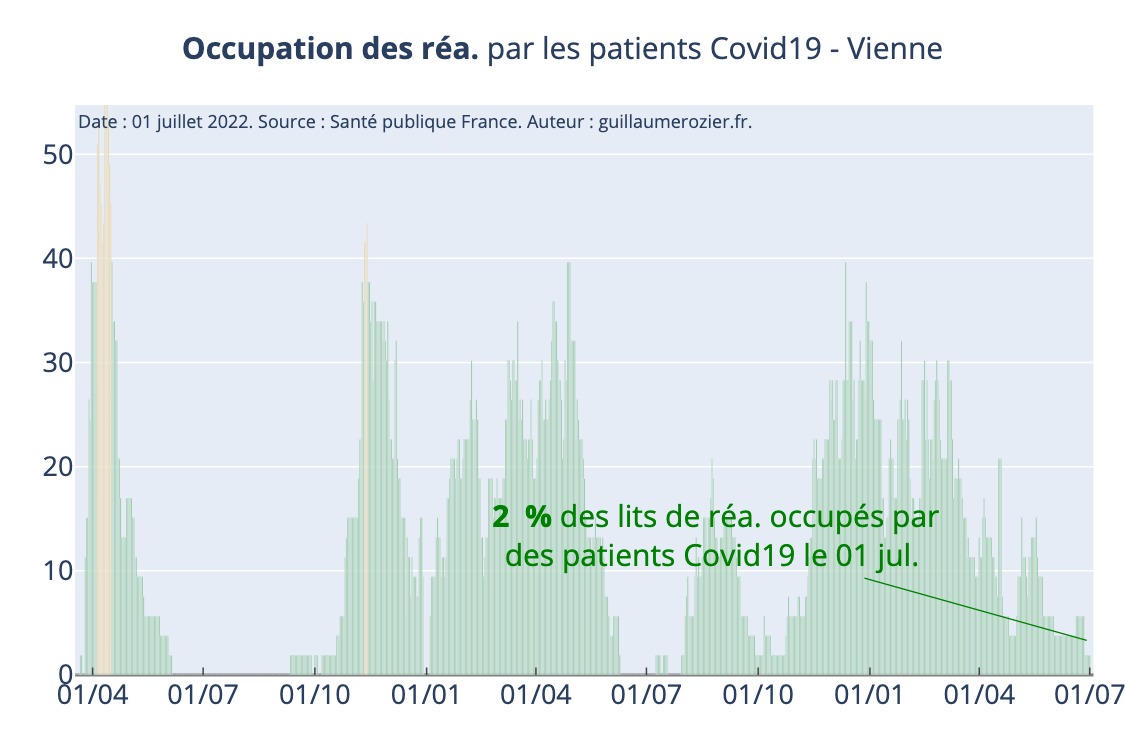 Occupation des réa. par les patients Covid19 - Vienne
Date : 01 juillet 2022. Source : Santé publique France. Auteur : guillaumerozier.fr.
50
40
30
20
2 % des lits de réa. occupés par
des patients Covid19 le 01 jul.
10
0
01/04 01/07 01/10 01/01 01/04 01/07 01/10 01/01 01/04 01/07